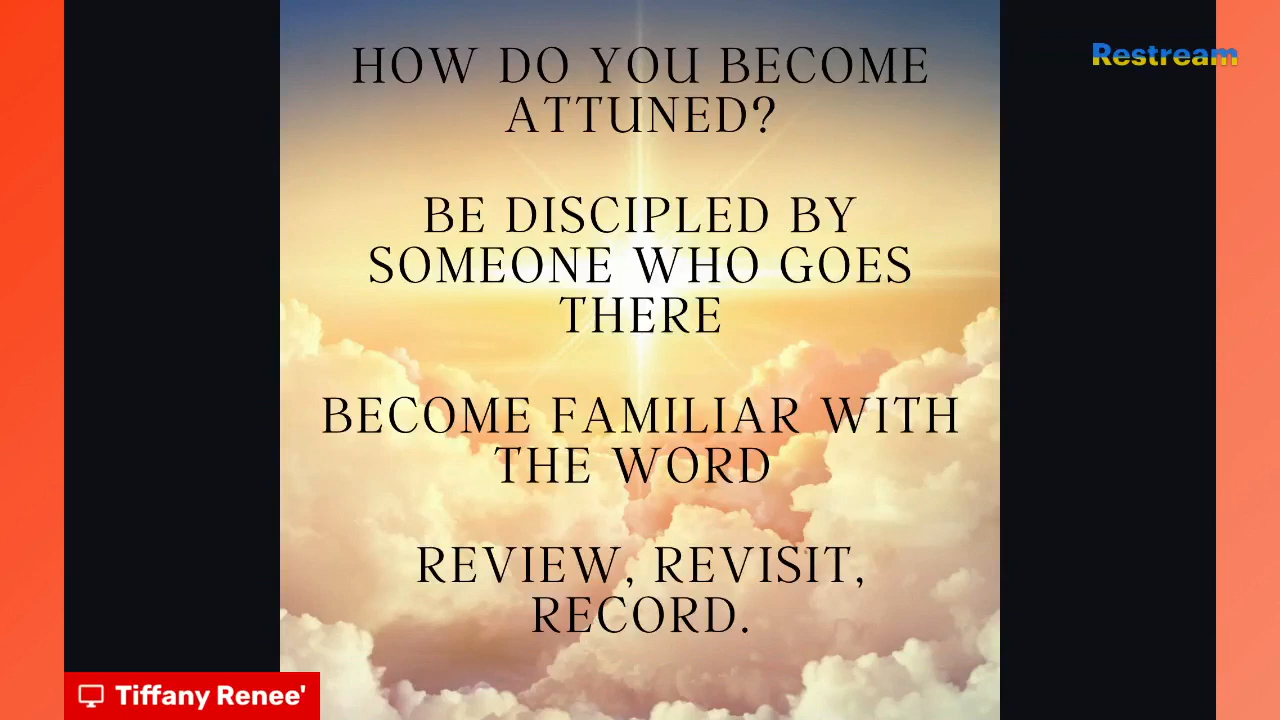 Restream
HOW DO YOU BECOME
ATTUNED?
BE DISCIPLED BY
SOMEONE WHO GOES
THERE
BECOME FAMILIAR WITH
THE WORD
REVIEW, REVISIT,
RECORD.
Tiffany Renee'